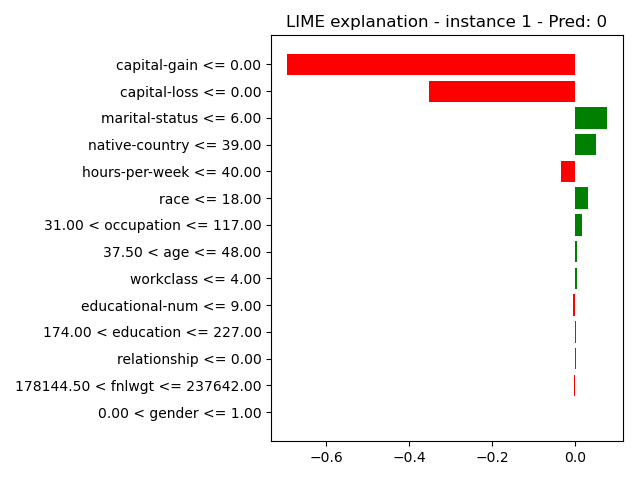 LIME explanation - instance 1 - Pred: 0
capital-gain <= 0.00
capital-loss <= 0.00
marital-status <= 6.00
native-country <= 39.00
hours-per-week <= 40.00
race <= 18.00
31.00 < occupation <= 117.00
37.50 < age <= 48.00
workclass <= 4.00
educational-num <= 9.00
174.00 < education <= 227.00
relationship <= 0.00
178144.50 < fnlwgt <= 237642.00
0.00 < gender <= 1.00
−0.6 −0.4 −0.2 0.0